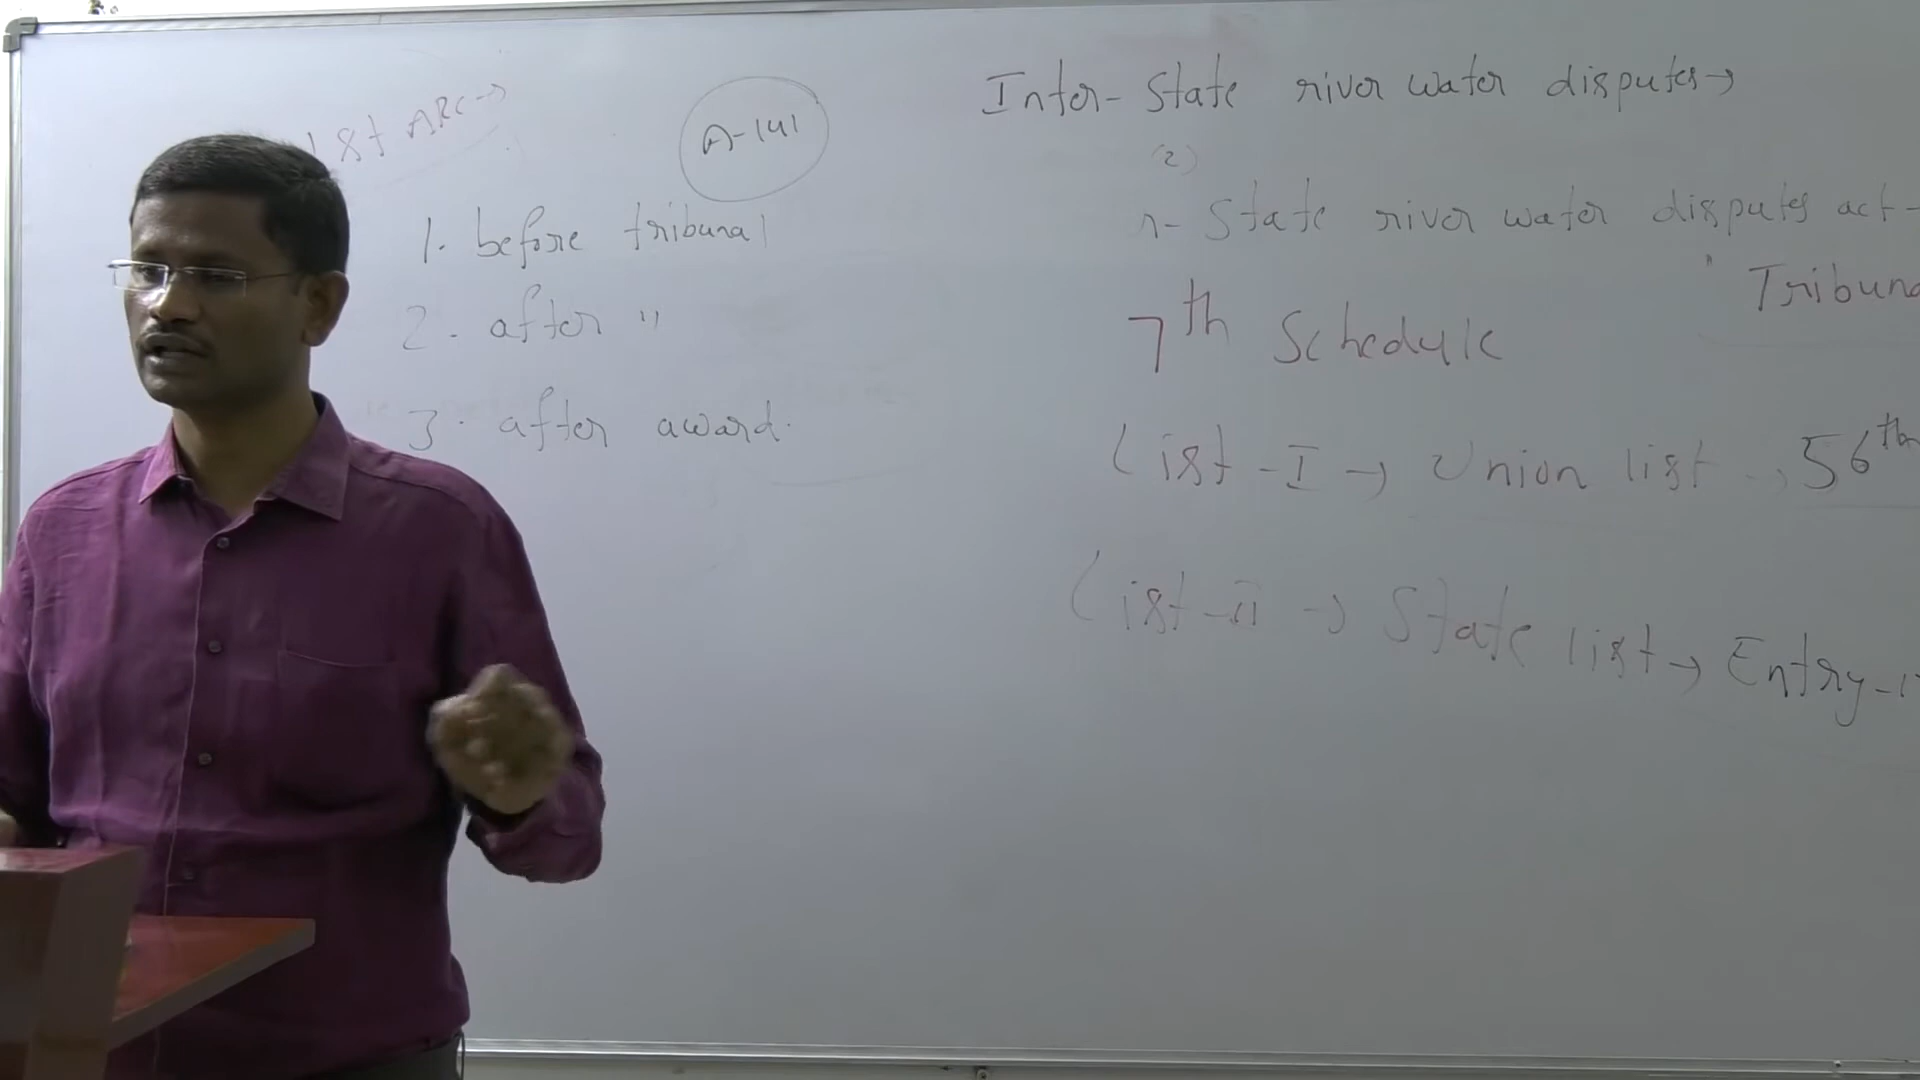 1st ARC→
A-141
1. before tribunal
2. after "
3. after award.
Inter-State river water disputes→
(2)
r-State river water disputes act-
" Tribuna
7th Schedule
List-I → Union list → 56th
List-II → State list → Entry-1